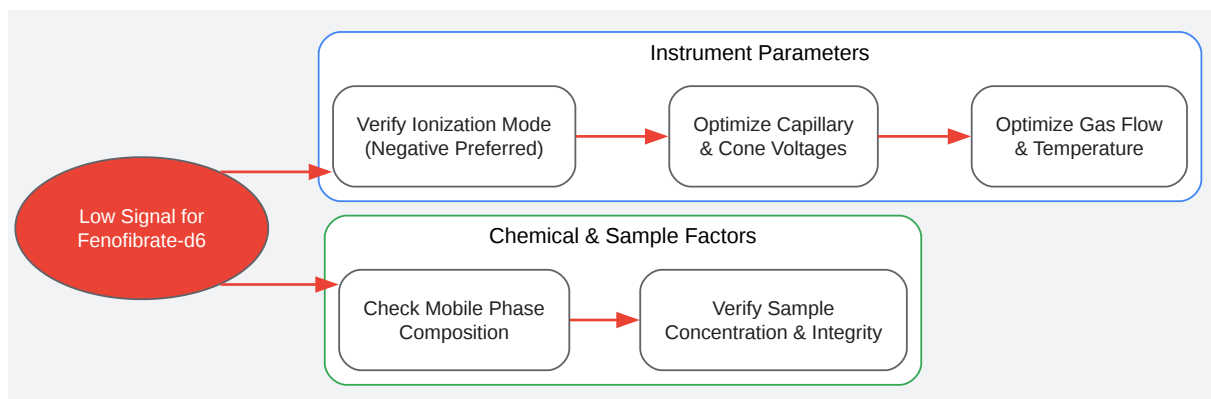 Instrument Parameters
Verify Ionization Mode
(Negative Preferred)
Optimize Capillary
& Cone Voltages
Optimize Gas Flow
& Temperature
Low Signal for
Fenofibrate-d6
Chemical & Sample Factors
Check Mobile Phase
Composition
Verify Sample
Concentration & Integrity